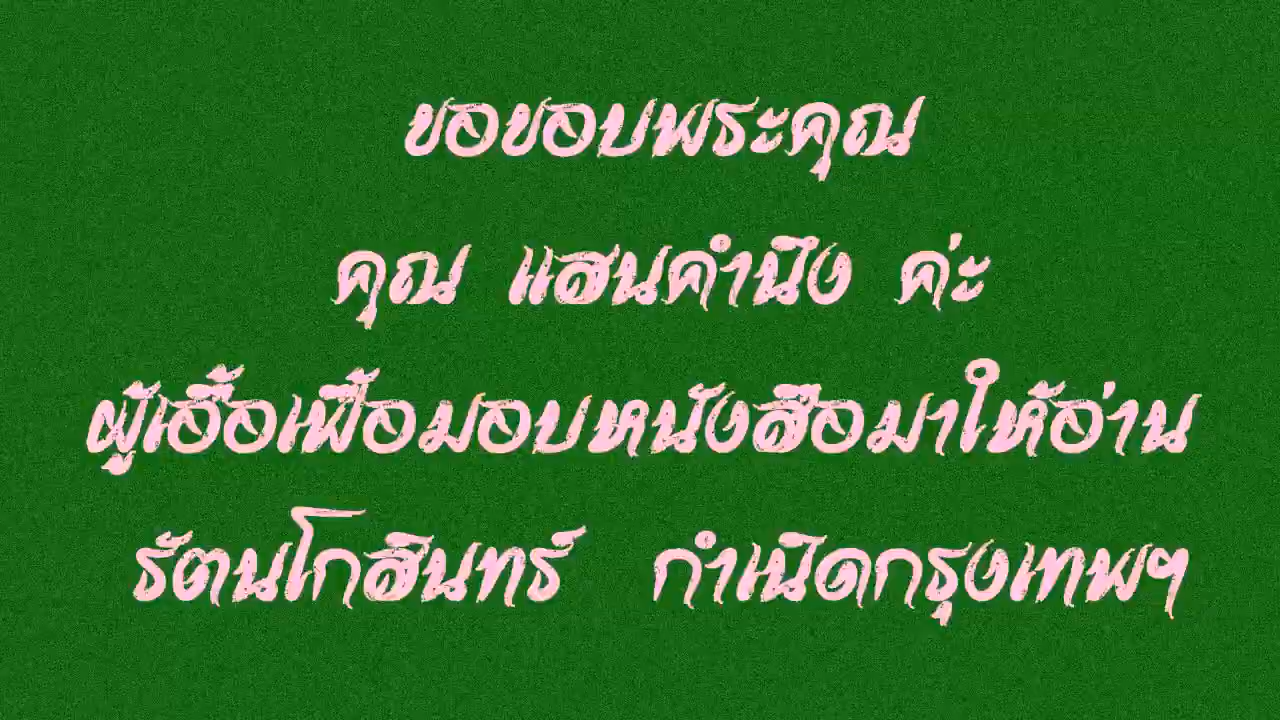 ขอขอบพระคุณ
คุณ แสนคำนึง ค่ะ
ผู้เอื้อเฟื้อมอบหนังสือมาให้อ่าน
รัตนโกสินทร์ กำเนิดกรุงเทพฯ